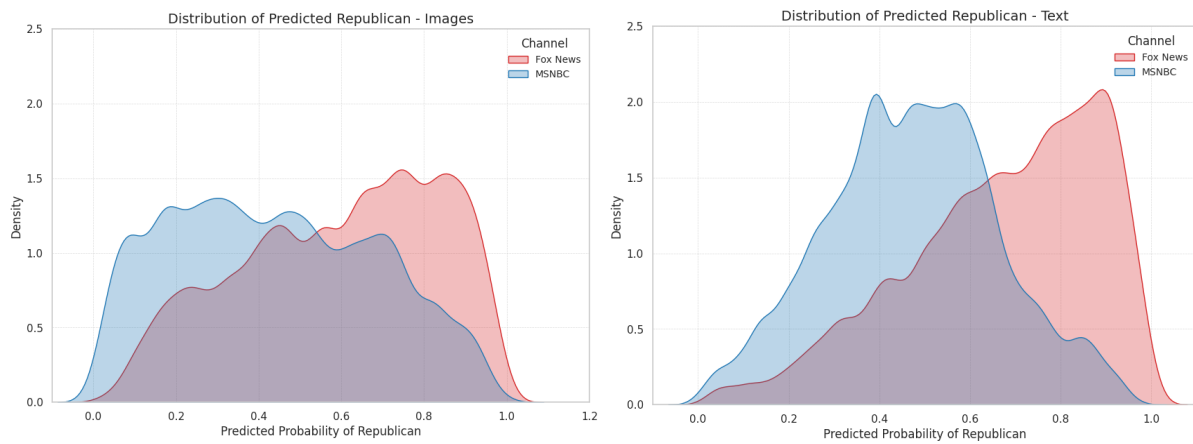 Distribution of Predicted Republican - Images
2.5
2.0
1.5
1.0
0.5
0.0
Density
Channel
Fox News
MSNBC
0.0 0.2 0.4 0.6 0.8 1.0 1.2
Predicted Probability of Republican
Distribution of Predicted Republican - Text
2.5
2.0
1.5
1.0
0.5
0.0
Density
Channel
Fox News
MSNBC
0.0 0.2 0.4 0.6 0.8 1.0
Predicted Probability of Republican